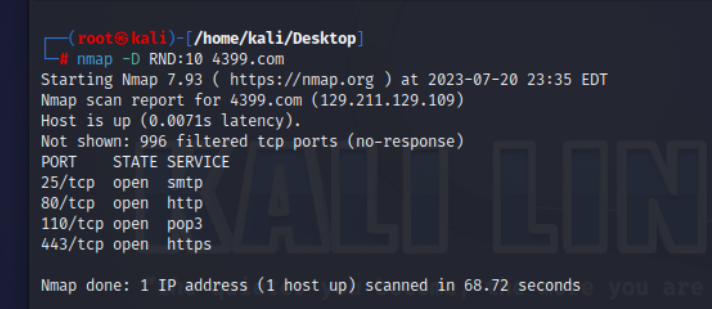 ┌──(root㉿kali)-[/home/kali/Desktop]
└─# nmap -D RND:10 4399.com
Starting Nmap 7.93 ( https://nmap.org ) at 2023-07-20 23:35 EDT
Nmap scan report for 4399.com (129.211.129.109)
Host is up (0.0071s latency).
Not shown: 996 filtered tcp ports (no-response)
PORT    STATE SERVICE
25/tcp  open  smtp
80/tcp  open  http
110/tcp open  pop3
443/tcp open  https
KALI LIN
Nmap done: 1 IP address (1 host up) scanned in 68.72 seconds